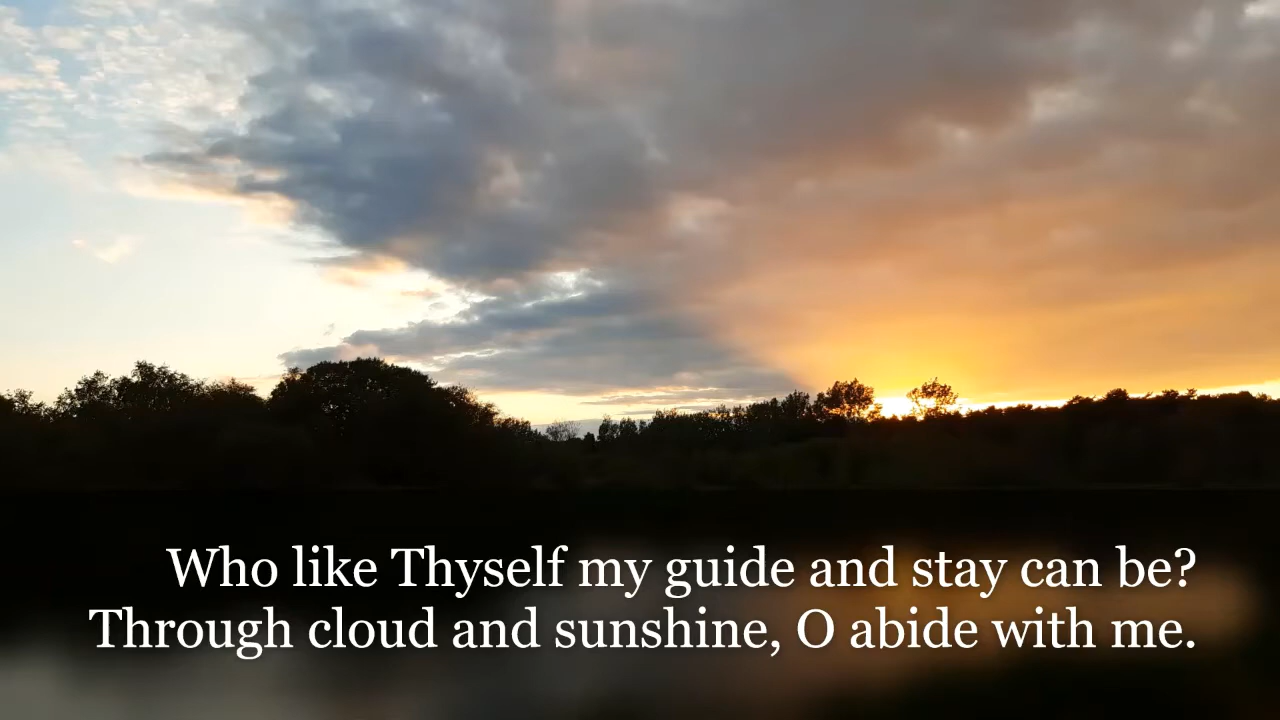 Who like Thyself my guide and stay can be?
Through cloud and sunshine, O abide with me.